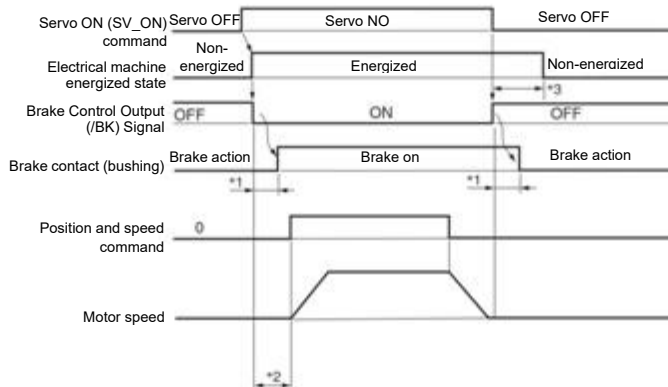 Servo ON (SV_ON)
command
Servo OFF
Servo NO
Servo OFF
Electrical machine
energized state
Non-
energized
Energized
Non-energized
*3
Brake Control Output
(/BK) Signal
OFF
ON
OFF
Brake contact (bushing)
Brake action
Brake on
Brake action
*1
*1
Position and speed
command
0
Motor speed
*2